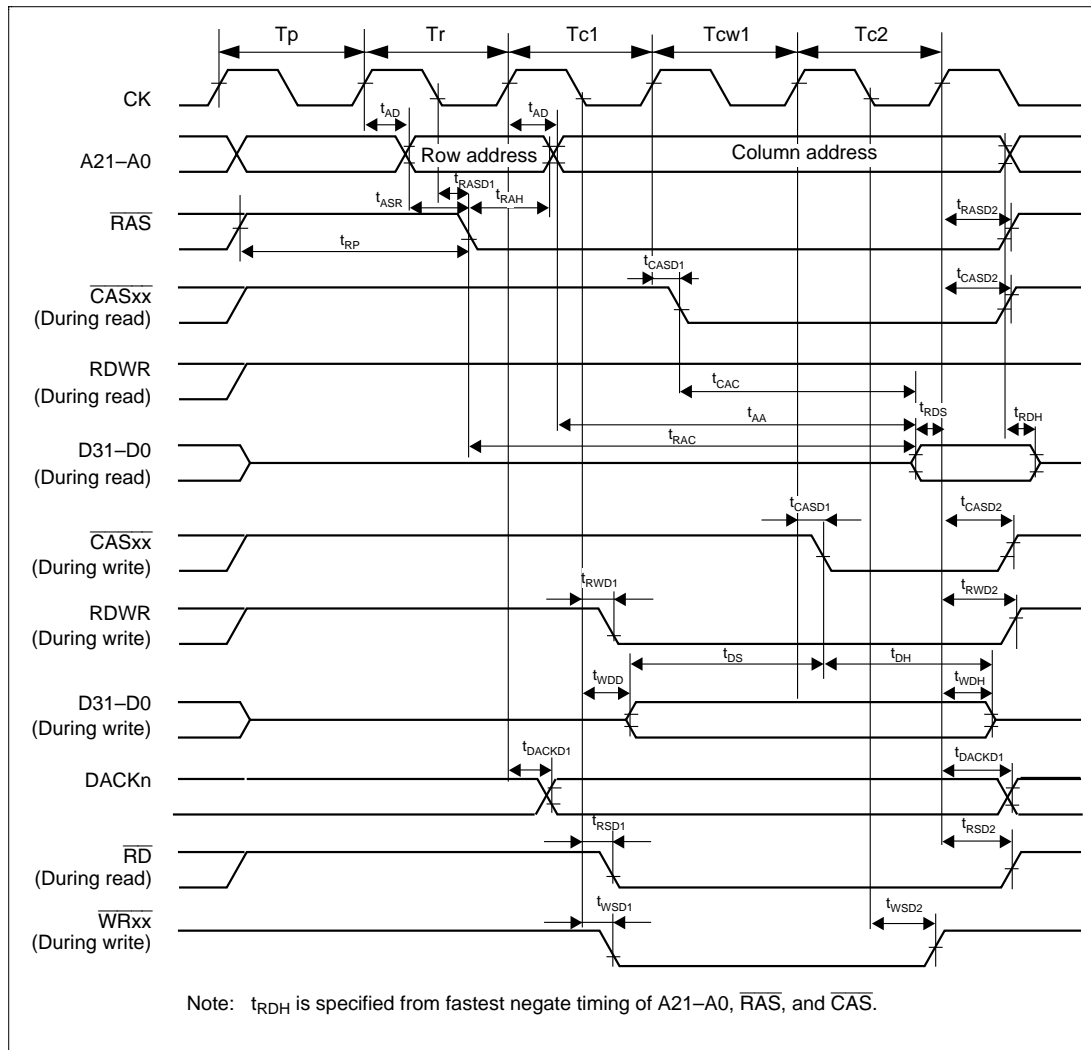 Tp Tr Tc1 Tcw1 Tc2
CK
tAD tAD
A21–A0 Row address Column address
tRASD1
tASR tRAH
RAS tRASD2
tRP
tCASD1 tCASD2
CASxx
(During read)
RDWR
(During read)
tCAC
tRDS tRDH
tAA
tRAC
D31–D0
(During read)
tCASD1 tCASD2
CASxx
(During write)
tRWD1 tRWD2
RDWR
(During write)
tDS tDH
tWDD tWDH
D31–D0
(During write)
tDACKD1 tDACKD1
DACKn
tRSD1 tRSD2
RD
(During read)
tWSD1 tWSD2
WRxx
(During write)
Note: tRDH is specified from fastest negate timing of A21–A0, RAS, and CAS.